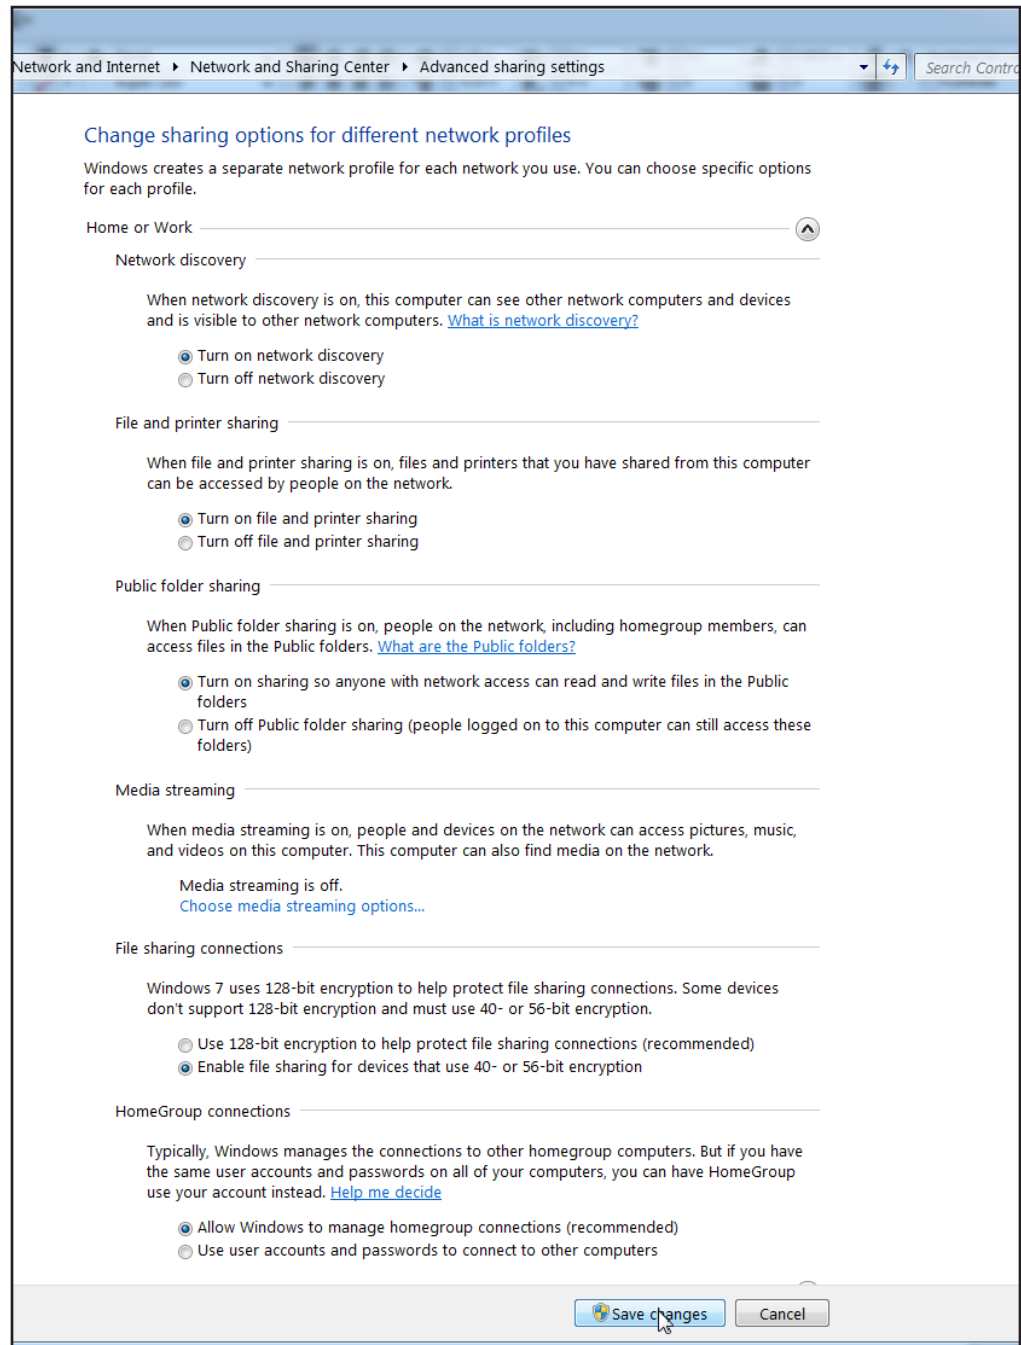 Network and Internet ▸ Network and Sharing Center ▸ Advanced sharing settings
Search Contro
Change sharing options for different network profiles
Windows creates a separate network profile for each network you use. You can choose specific options
for each profile.
Home or Work
Network discovery
When network discovery is on, this computer can see other network computers and devices
and is visible to other network computers. What is network discovery?
Turn on network discovery
Turn off network discovery
File and printer sharing
When file and printer sharing is on, files and printers that you have shared from this computer
can be accessed by people on the network.
Turn on file and printer sharing
Turn off file and printer sharing
Public folder sharing
When Public folder sharing is on, people on the network, including homegroup members, can
access files in the Public folders. What are the Public folders?
Turn on sharing so anyone with network access can read and write files in the Public
folders
Turn off Public folder sharing (people logged on to this computer can still access these
folders)
Media streaming
When media streaming is on, people and devices on the network can access pictures, music,
and videos on this computer. This computer can also find media on the network.
Media streaming is off.
Choose media streaming options...
File sharing connections
Windows 7 uses 128-bit encryption to help protect file sharing connections. Some devices
don't support 128-bit encryption and must use 40- or 56-bit encryption.
Use 128-bit encryption to help protect file sharing connections (recommended)
Enable file sharing for devices that use 40- or 56-bit encryption
HomeGroup connections
Typically, Windows manages the connections to other homegroup computers. But if you have
the same user accounts and passwords on all of your computers, you can have HomeGroup
use your account instead. Help me decide
Allow Windows to manage homegroup connections (recommended)
Use user accounts and passwords to connect to other computers
Save changes
Cancel